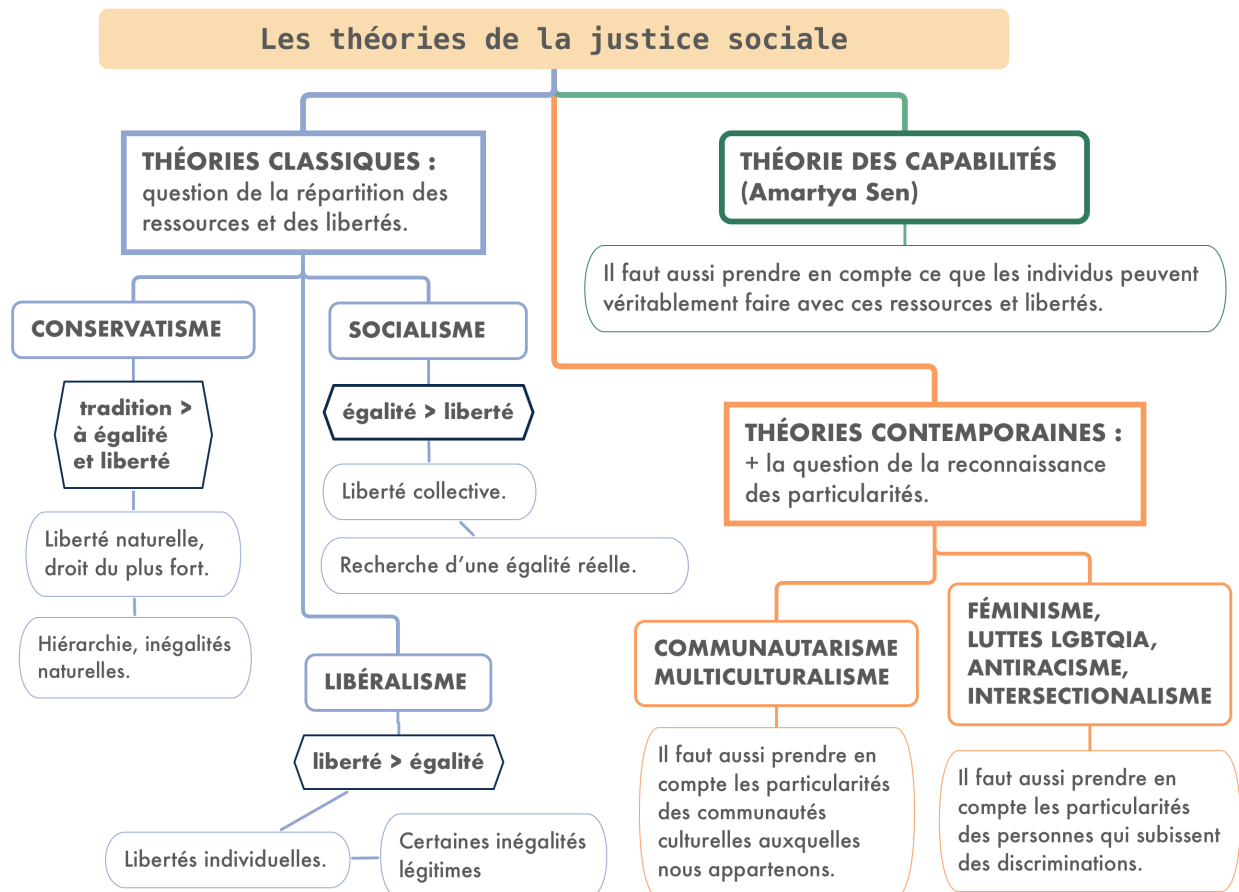 Les théories de la justice sociale
THÉORIES CLASSIQUES :
question de la répartition des
ressources et des libertés.
CONSERVATISME
tradition >
à égalité
et liberté
Liberté naturelle,
droit du plus fort.
Hiérarchie, inégalités
naturelles.
SOCIALISME
égalité > liberté
Liberté collective.
Recherche d’une égalité réelle.
LIBÉRALISME
liberté > égalité
Libertés individuelles.
Certaines inégalités
légitimes
THÉORIE DES CAPABILITÉS
(Amartya Sen)
Il faut aussi prendre en compte ce que les individus peuvent
véritablement faire avec ces ressources et libertés.
THÉORIES CONTEMPORAINES :
+ la question de la reconnaissance
des particularités.
COMMUNAUTARISME
MULTICULTURALISME
Il faut aussi prendre en
compte les particularités
des communautés
culturelles auxquelles
nous appartenons.
FÉMINISME,
LUTTES LGBTQIA,
ANTIRACISME,
INTERSECTIONALISME
Il faut aussi prendre en
compte les particularités
des personnes qui subissent
des discriminations.